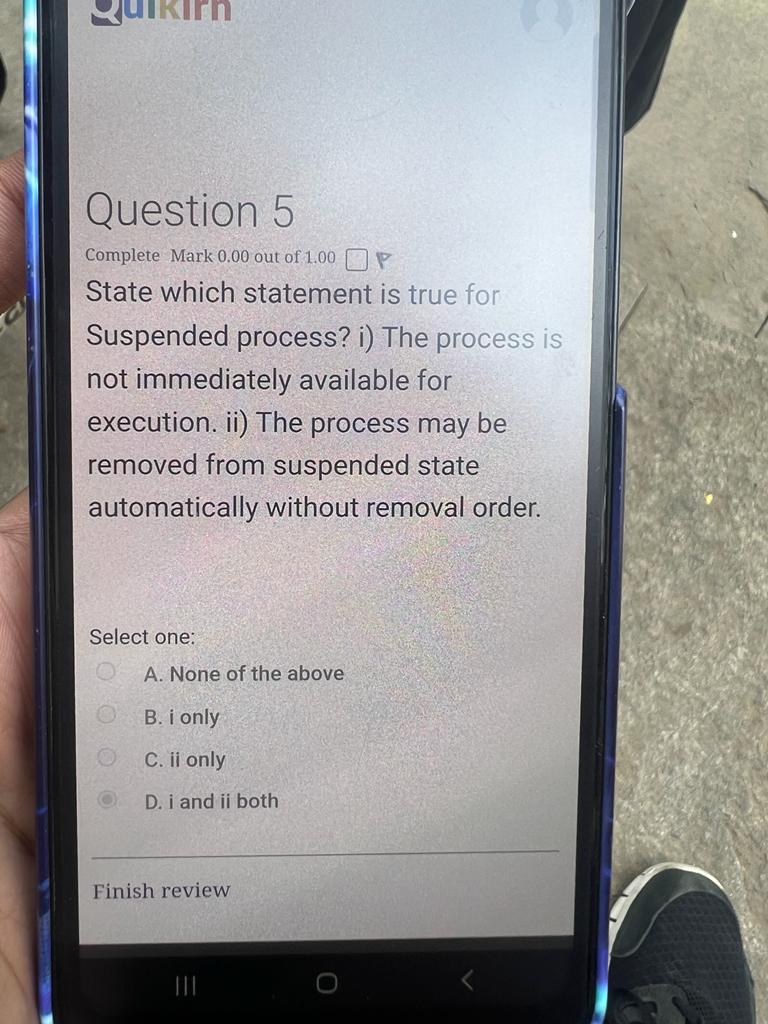 Quikirn
Question 5
Complete Mark 0.00 out of 1.00
State which statement is true for
Suspended process? i) The process is
not immediately available for
execution. ii) The process may be
removed from suspended state
automatically without removal order.
Select one:
A. None of the above
B. i only
C. ii only
D. i and ii both
Finish review